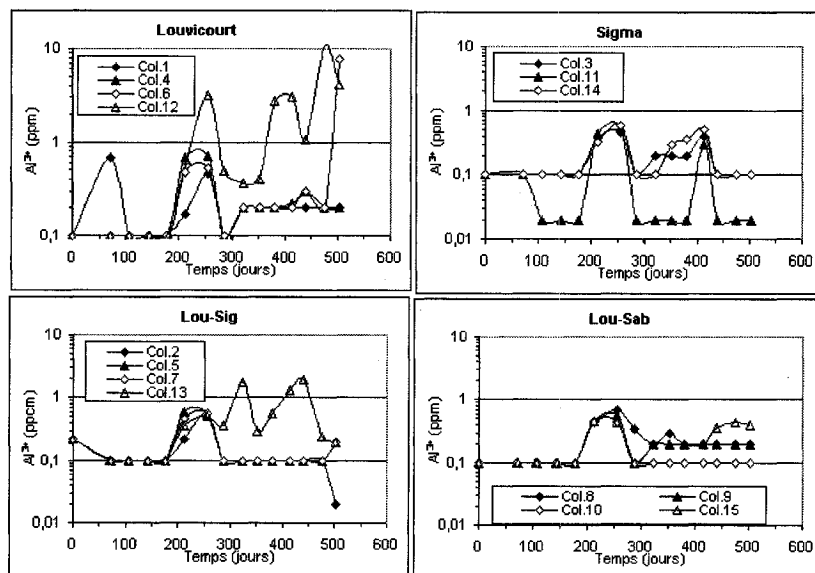 Louvicourt
10
1
0,1
Al³⁺ (ppm)
Col.1
Col.4
Col.6
Col.12
0 100 200 300 400 500 600
Temps (jours)
Sigma
10
1
0,1
0,01
Al³⁺ (ppm)
Col.3
Col.11
Col.14
0 100 200 300 400 500 600
Temps (jours)
Lou-Sig
10
1
0,1
0,01
Al³⁺ (ppcm)
Col.2
Col.5
Col.7
Col.13
0 100 200 300 400 500 600
Temps (jours)
Lou-Sab
10
1
0,1
0,01
Al³⁺ (ppm)
Col.8 Col.9
Col.10 Col.15
0 100 200 300 400 500 600
Temps (jours)